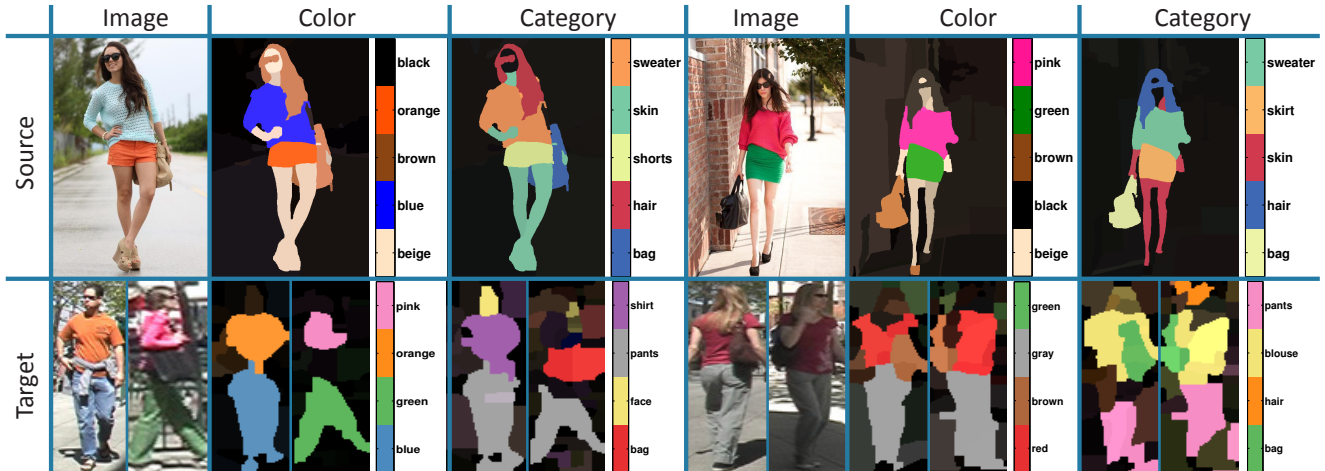 Image Color Category Image Color Category
Source
black
orange
brown
blue
beige
sweater
skin
shorts
hair
bag
pink
green
brown
black
beige
sweater
skirt
skin
hair
bag
Target
pink
orange
green
blue
shirt
pants
face
bag
green
gray
brown
red
pants
blouse
hair
bag